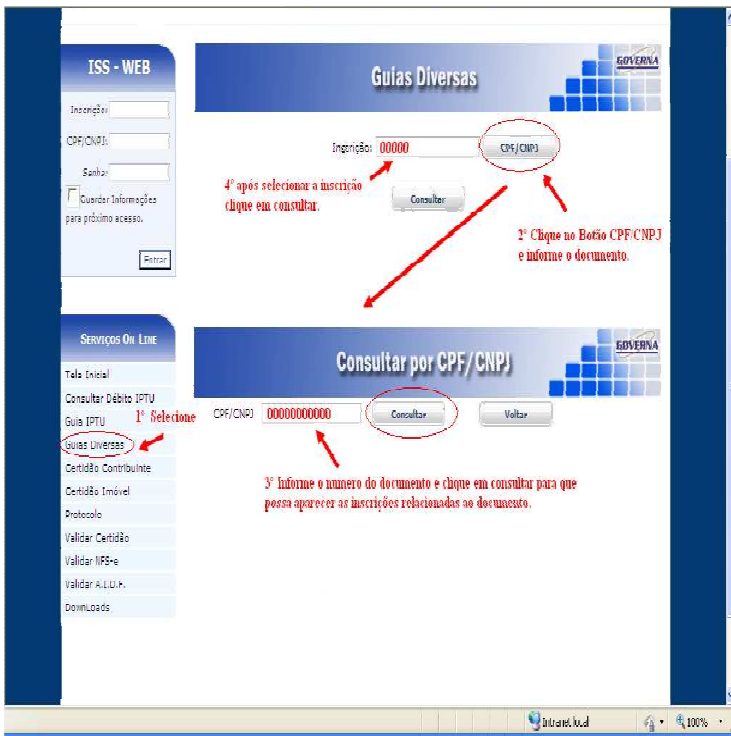 ISS - WEB
Inscrição:
CPF/CNPJ:
Senha:
Guardar Informações
para próximo acesso.
Entrar
Guias Diversas
GOVERNA
Inscrição: 00000 CPF/CNPJ
4º após selecionar a inscrição
clique em consultar.
Consultar
2º Clique no Botão CPF/CNPJ
e informe o documento.
SERVIÇOS ON LINE
Tela Inicial
Consultar Débito IPTU
Guia IPTU
Guias Diversas
Certidão Contribuinte
Certidão Imóvel
Protocolo
Validar Certidão
Validar NFS-e
Validar A.I.D.F.
DownLoads
1º Selecione
Consultar por CPF/CNPJ
GOVERNA
CPF/CNPJ 00000000000 Consultar Voltar
3º Informe o numero do documento e clique em consultar para que
possa aparecer as inscrições relacionadas ao documento.
Intranet local
100%